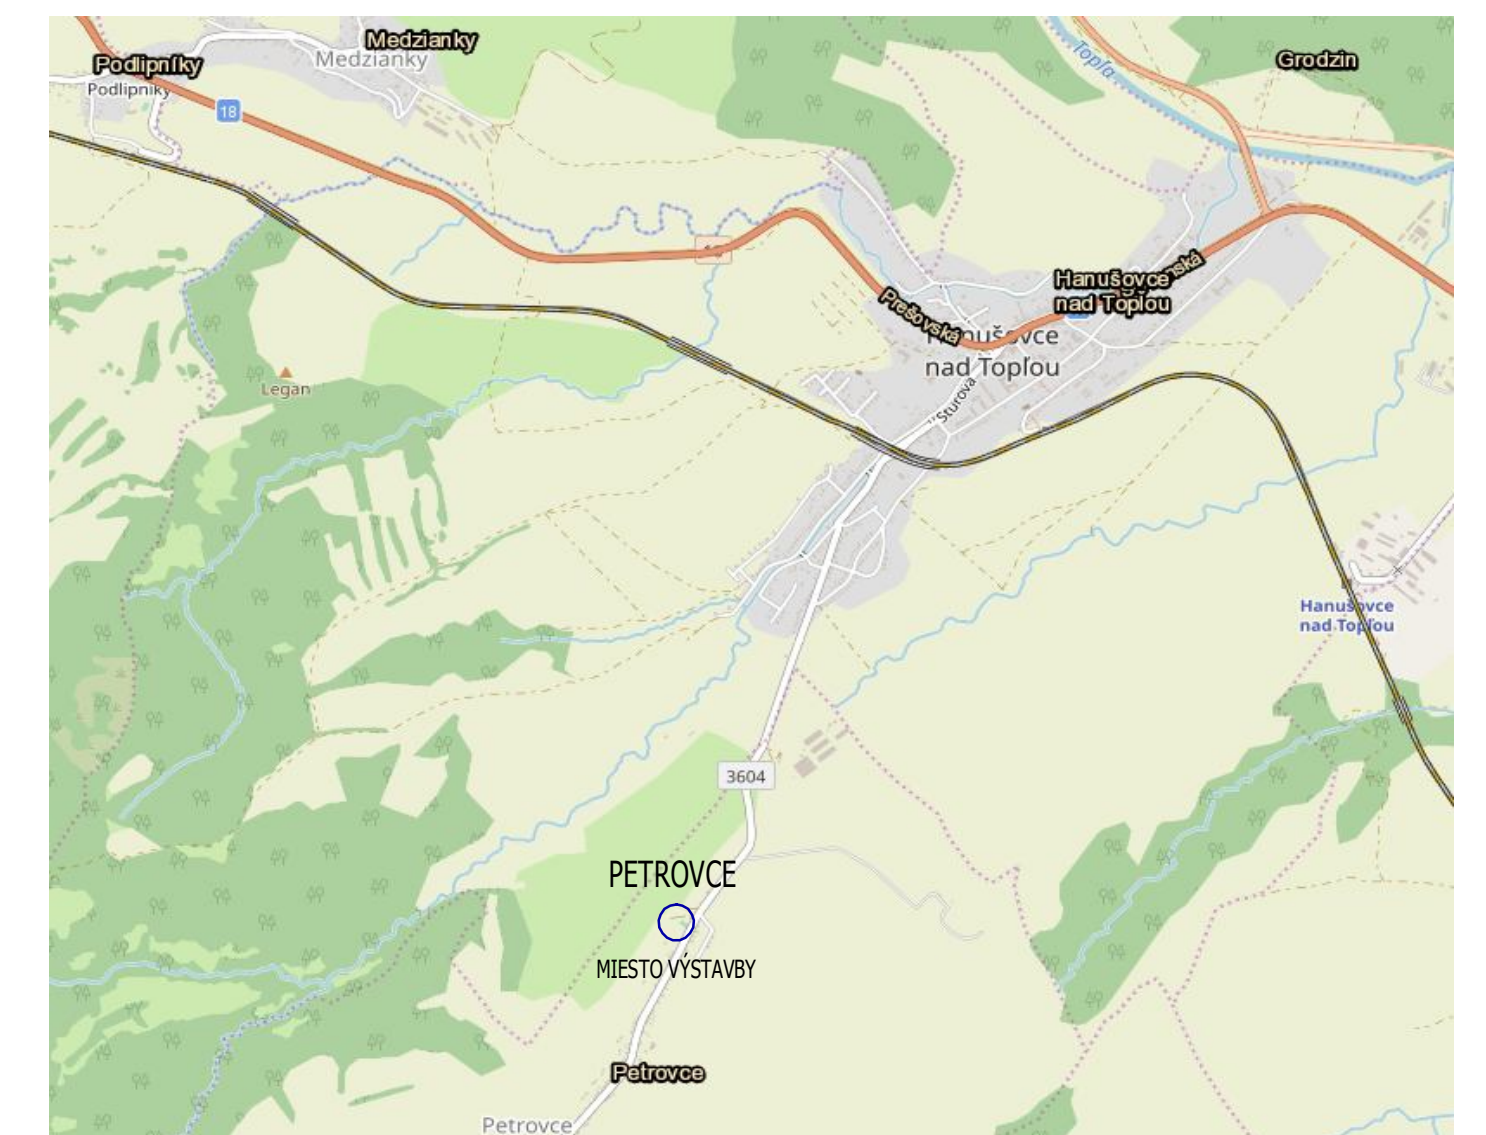 Medzianky
Podlipníky
Medzianky
Grodzin
Topľa
Podlipníky
18
Hanušovce
nad Topľou
Prešovská
nad Topľou
Legan
Štúrova
Hanušovce
nad Topľou
3604
PETROVCE
MIESTO VÝSTAVBY
Petrovce
Petrovce